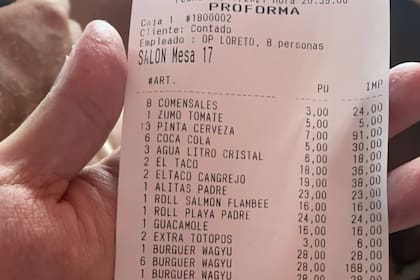 hora
PROFORMA
Caja 1 #1B00002
Cliente: Contado
Empleado : OP LORETO, 8 personas
SALON Mesa 17
#ART. PU IMP
8 COMENSALES 3,00 24,00
1 ZUMO TOMATE 5,00 5,00
13 PINTA CERVEZA 7,00 91,00
6 COCA COLA 5,00 30,00
3 AGUA LITRO CRISTAL 6,00 18,00
2 EL TACO 18,00 36,00
2 ELTACO CANGREJO 19,00 38,00
1 ALITAS PADRE 23,00 23,00
1 ROLL SALMON FLAMBEE 16,00 16,00
1 ROLL PLAYA PADRE 24,00 24,00
1 GUACAMOLE 16,00 16,00
2 EXTRA TOTOPOS 3,00 6,00
1 BURGUER WAGYU 28,00 28,00
6 BURGUER WAGYU 28,00 168,00
1 BURGUER WAGYU 28,00